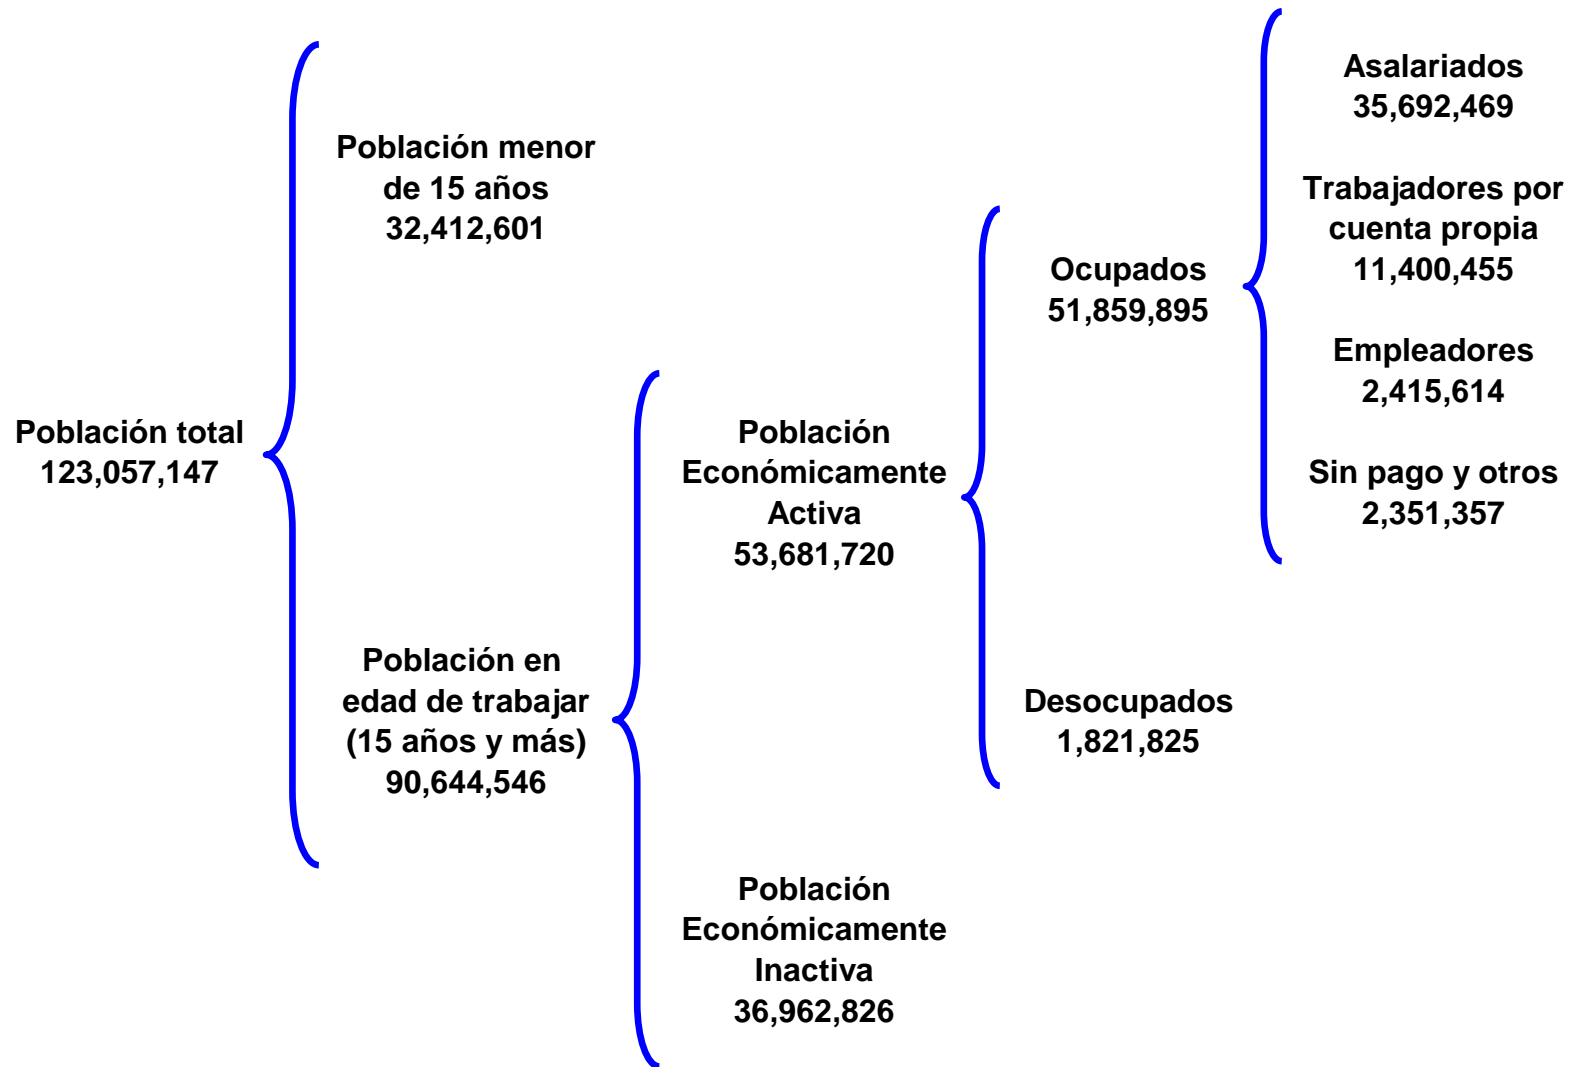 Población total
123,057,147
Población menor
de 15 años
32,412,601
Población en
edad de trabajar
(15 años y más)
90,644,546
Población
Económicamente
Activa
53,681,720
Población
Económicamente
Inactiva
36,962,826
Ocupados
51,859,895
Desocupados
1,821,825
Asalariados
35,692,469
Trabajadores por
cuenta propia
11,400,455
Empleadores
2,415,614
Sin pago y otros
2,351,357